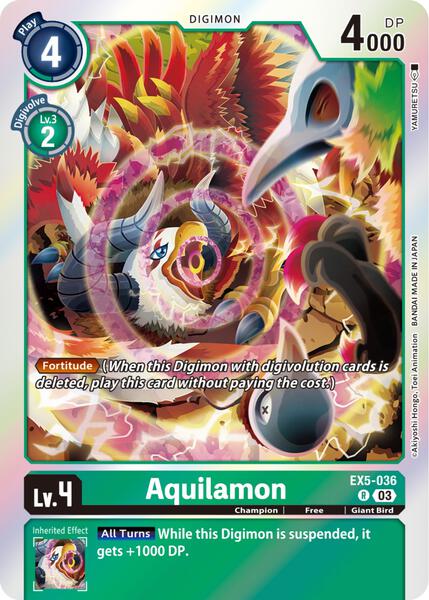 DIGIMON
Play
4
DP
4000
Digivolve
Lv.3
2
YAMURETSU
©Akiyoshi Hongo, Toei Animation BANDAI MADE IN JAPAN
Fortitude (When this Digimon with digivolution cards is
deleted, play this card without paying the cost.)
Lv.4
Aquilamon
EX5-036
R 03
Champion | Free | Giant Bird
Inherited Effect
All Turns While this Digimon is suspended, it
gets +1000 DP.